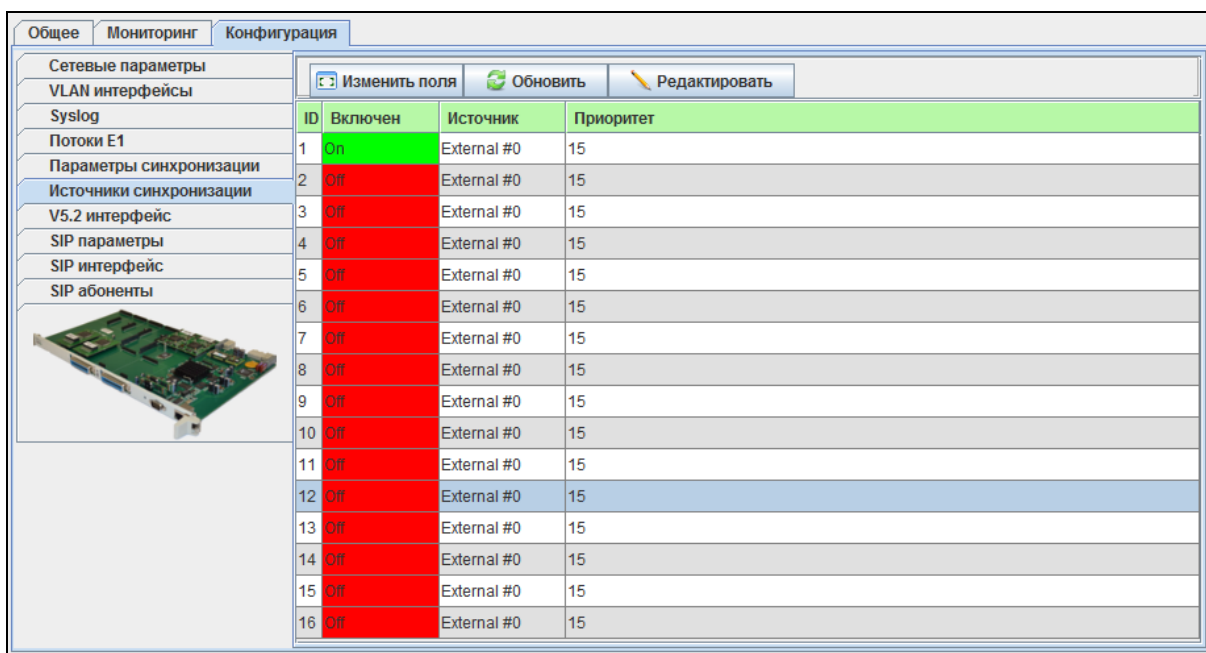 Общее Мониторинг Конфигурация
Сетевые параметры
VLAN интерфейсы
Syslog
Потоки E1
Параметры синхронизации
Источники синхронизации
V5.2 интерфейс
SIP параметры
SIP интерфейс
SIP абоненты
Изменить поля Обновить Редактировать
ID Включен Источник Приоритет
1 On External #0 15
2 Off External #0 15
3 Off External #0 15
4 Off External #0 15
5 Off External #0 15
6 Off External #0 15
7 Off External #0 15
8 Off External #0 15
9 Off External #0 15
10 Off External #0 15
11 Off External #0 15
12 Off External #0 15
13 Off External #0 15
14 Off External #0 15
15 Off External #0 15
16 Off External #0 15